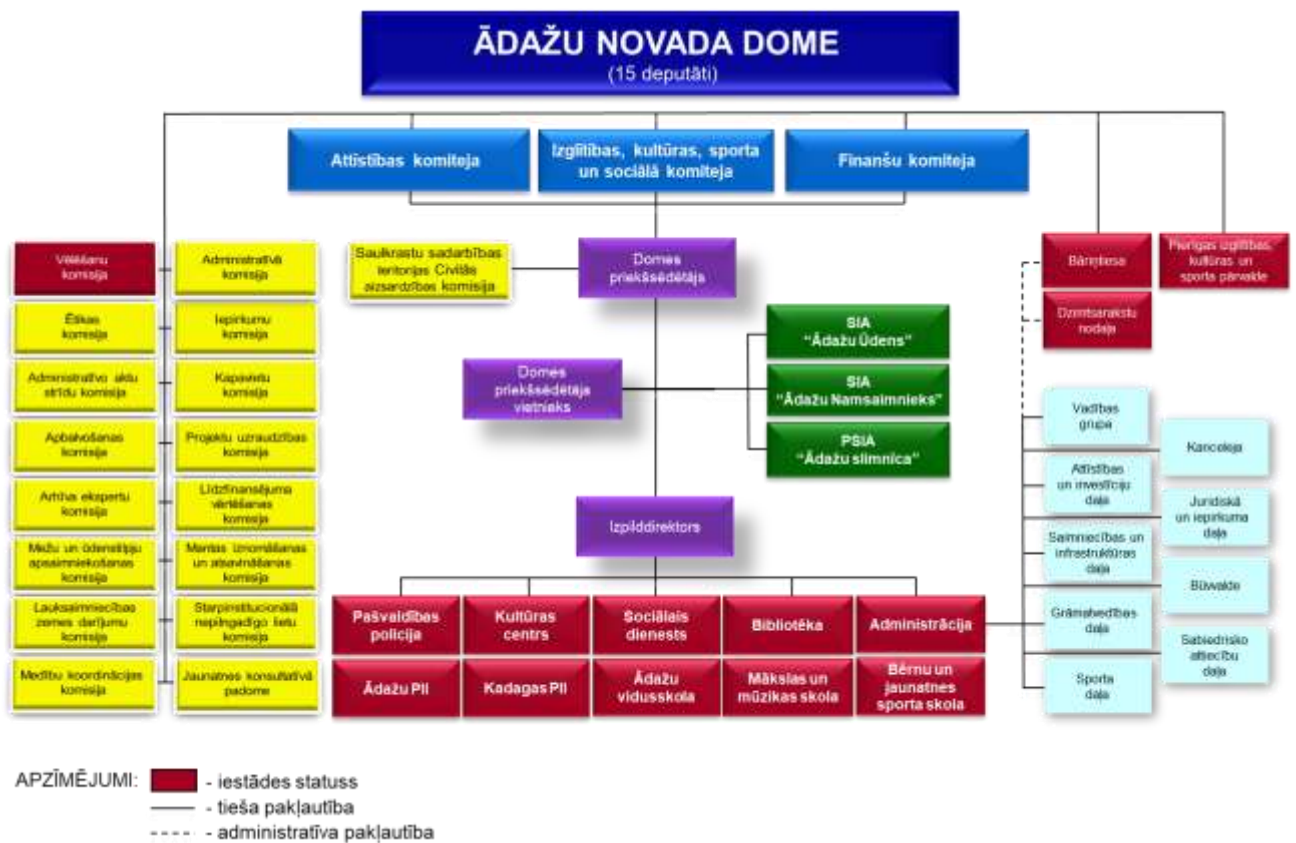 ĀDAŽU NOVADA DOME
(15 deputāti)
Attīstības komiteja
Izglītības, kultūras, sporta
un sociālā komiteja
Finanšu komiteja
Vēlēšanu
komisija
Administratīvā
komisija
Saulkrastu sadarbības
teritorijas Civilās
aizsardzības komisija
Domes
priekšsēdētāja
Bāriņtiesa
Pierīgas izglītības,
kultūras un
sporta pārvalde
Ētikas
komisija
Iepirkumu
komisija
Dzimtsarakstu
nodaļa
SIA
“Ādažu Ūdens”
Administratīvo aktu
strīdu komisija
Kapavietu
komisija
Domes
priekšsēdētāja
vietnieks
SIA
“Ādažu Namsaimnieks”
Apbalvošanas
komisija
Projektu uzraudzības
komisija
PSIA
“Ādažu slimnīca”
Vadības
grupa
Kanceleja
Arhīva ekspertu
komisija
Līdzfinansējuma
vērtēšanas
komisija
Attīstības
un investīciju
daļa
Juridiskā
un iepirkuma
daļa
Izpilddirektors
Mežu un ūdenstilpju
apsaimniekošanas
komisija
Mantas iznomāšanas
un atsavināšanas
komisija
Saimniecības un
infrastruktūras
daļa
Būvvalde
Lauksaimniecības
zemes darījumu
komisija
Starpinstitucionālā
nepilngadīgo lietu
komisija
Pašvaldības
policija
Kultūras
centrs
Sociālais
dienests
Bibliotēka
Administrācija
Grāmatvedības
daļa
Sabiedrisko
attiecību
daļa
Medību koordinācijas
komisija
Jaunatnes konsultatīvā
padome
Ādažu PII
Kadagas PII
Ādažu
vidusskola
Mākslas un
mūzikas skola
Bērnu un
jaunatnes
sporta skola
Sporta
daļa
APZĪMĒJUMI:
- iestādes statuss
- tieša pakļautība
- administratīva pakļautība